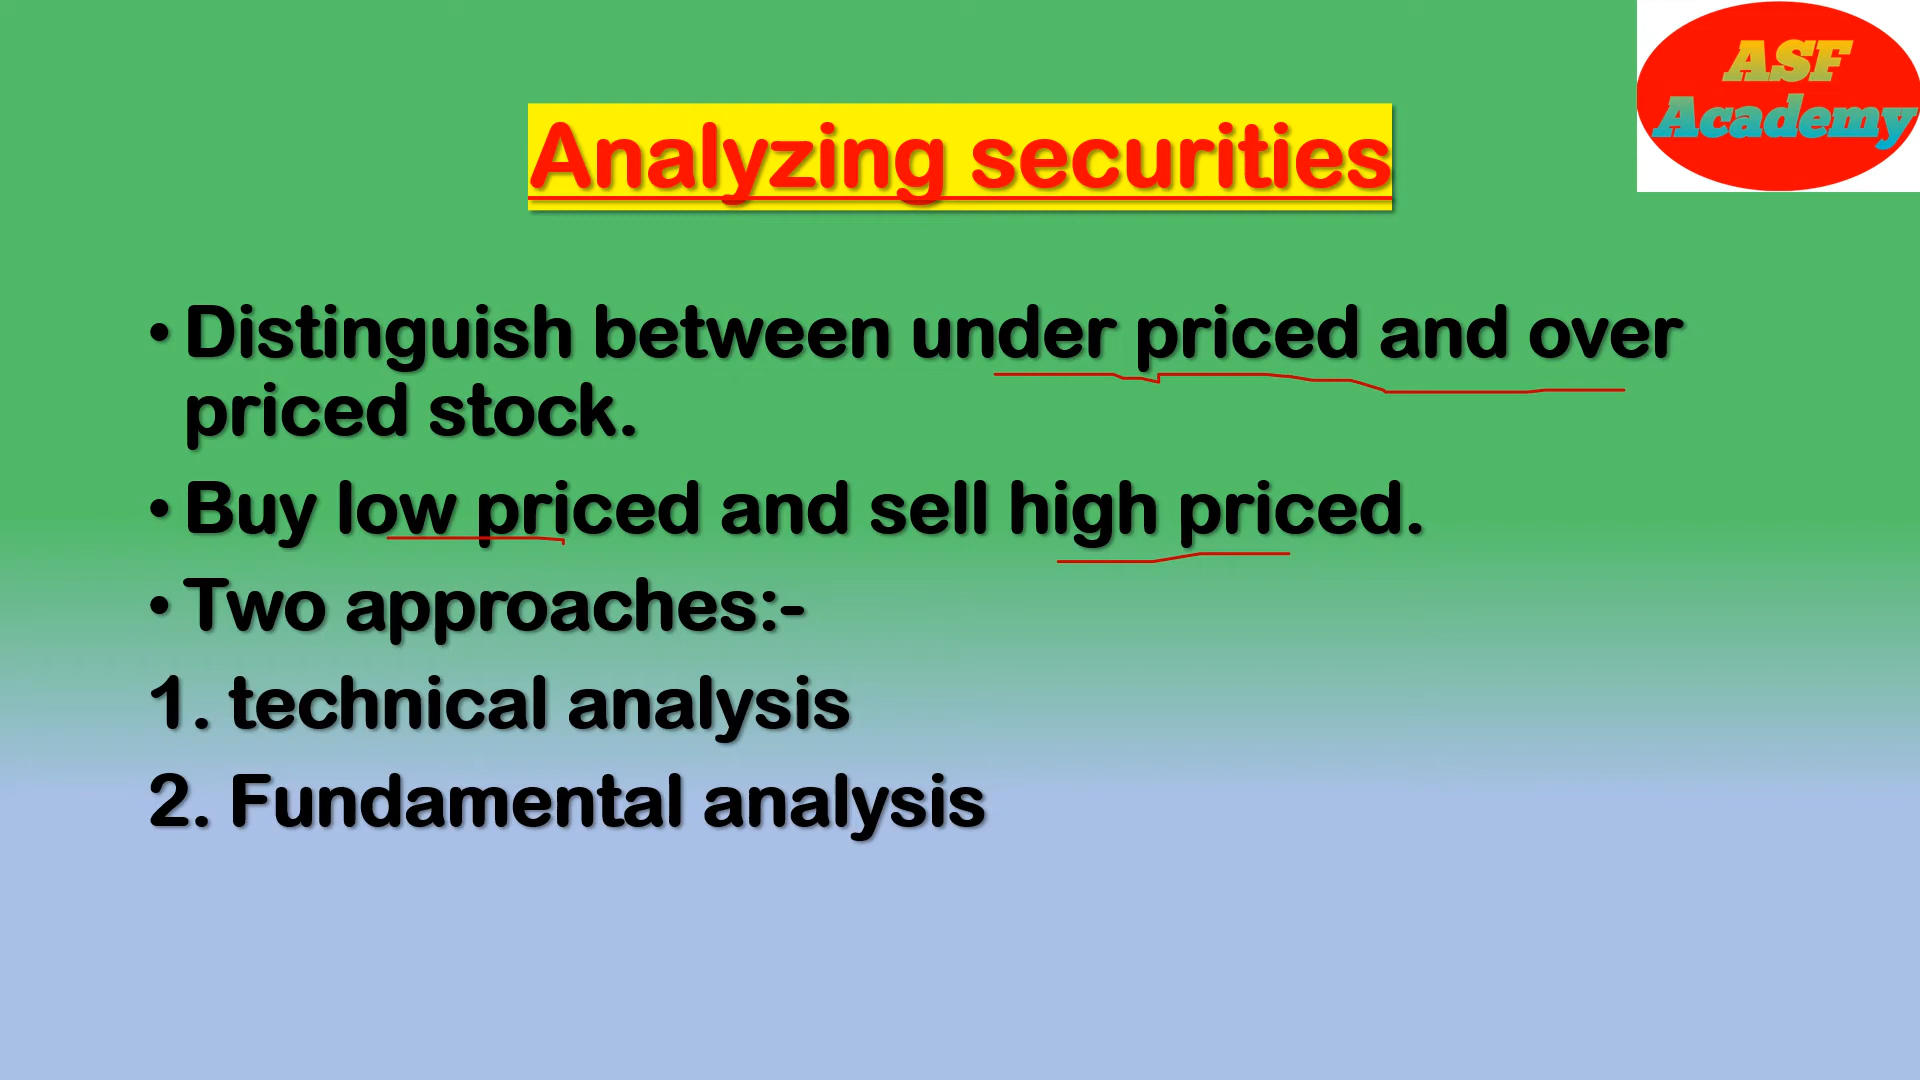 ASF
Academy
Analyzing securities
• Distinguish between under priced and over
priced stock.
• Buy low priced and sell high priced.
• Two approaches:-
1. technical analysis
2. Fundamental analysis